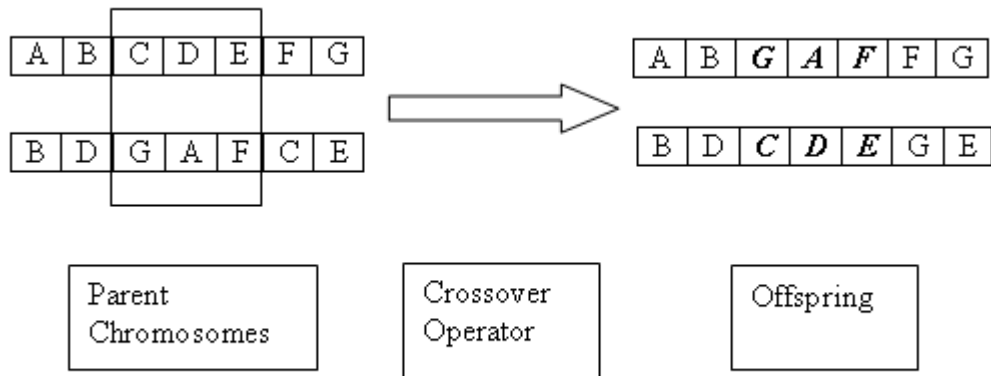 A B C D E F G
A B G A F F G
B D G A F C E
B D C D E G E
Parent
Chromosomes
Crossover
Operator
Offspring